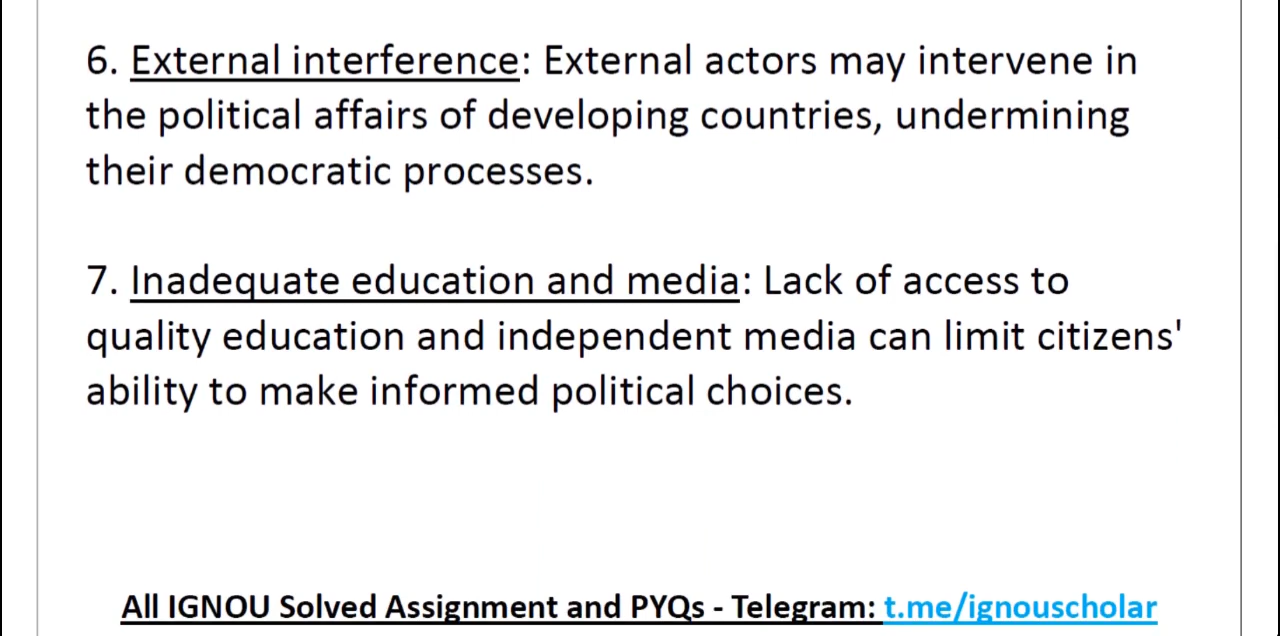 6. External interference: External actors may intervene in
the political affairs of developing countries, undermining
their democratic processes.
7. Inadequate education and media: Lack of access to
quality education and independent media can limit citizens'
ability to make informed political choices.
All IGNOU Solved Assignment and PYQs - Telegram: t.me/ignouscholar